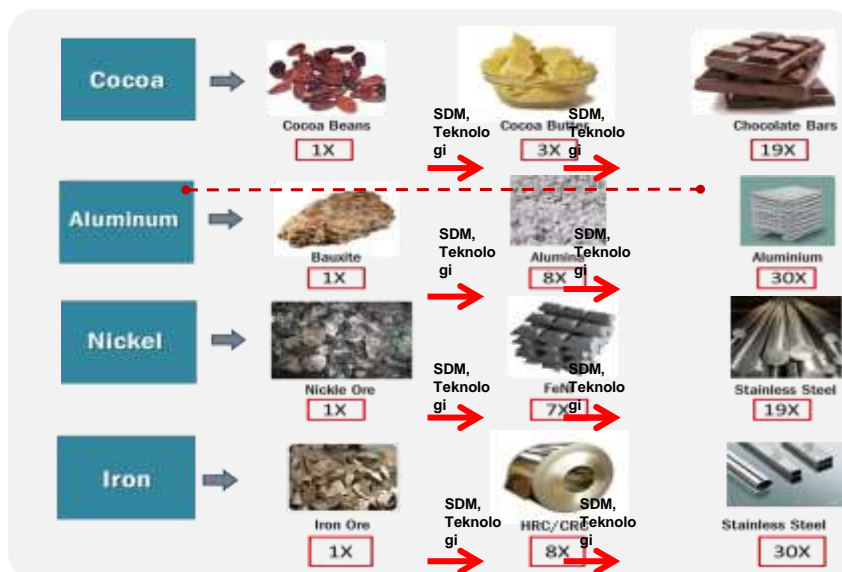 Cocoa
Cocoa Beans
1X
SDM,
Teknolo
gi
Cocoa Butter
3X
SDM,
Teknolo
gi
Chocolate Bars
19X
Aluminum
Bauxite
1X
SDM,
Teknolo
gi
Alumina
8X
SDM,
Teknolo
gi
Aluminium
30X
Nickel
Nickle Ore
1X
SDM,
Teknolo
gi
FeNi
7X
SDM,
Teknolo
gi
Stainless Steel
19X
Iron
Iron Ore
1X
SDM,
Teknolo
gi
HRC/CRC
8X
SDM,
Teknolo
gi
Stainless Steel
30X